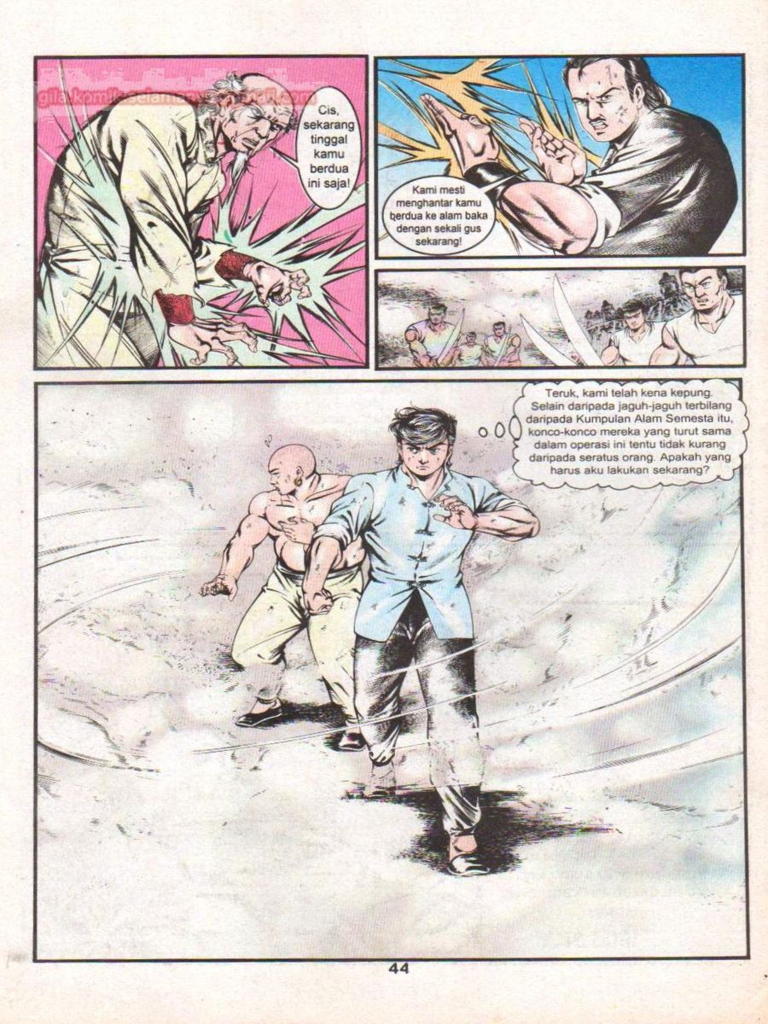 Cis,
sekarang
tinggal
kamu
berdua
ini saja!
Kami mesti
menghantar kamu
berdua ke alam baka
dengan sekali gus
sekarang!
Teruk, kami telah kena kepung.
Selain daripada jaguh-jaguh terbilang
daripada Kumpulan Alam Semesta itu,
konco-konco mereka yang turut sama
dalam operasi ini tentu tidak kurang
daripada seratus orang. Apakah yang
harus aku lakukan sekarang?
44